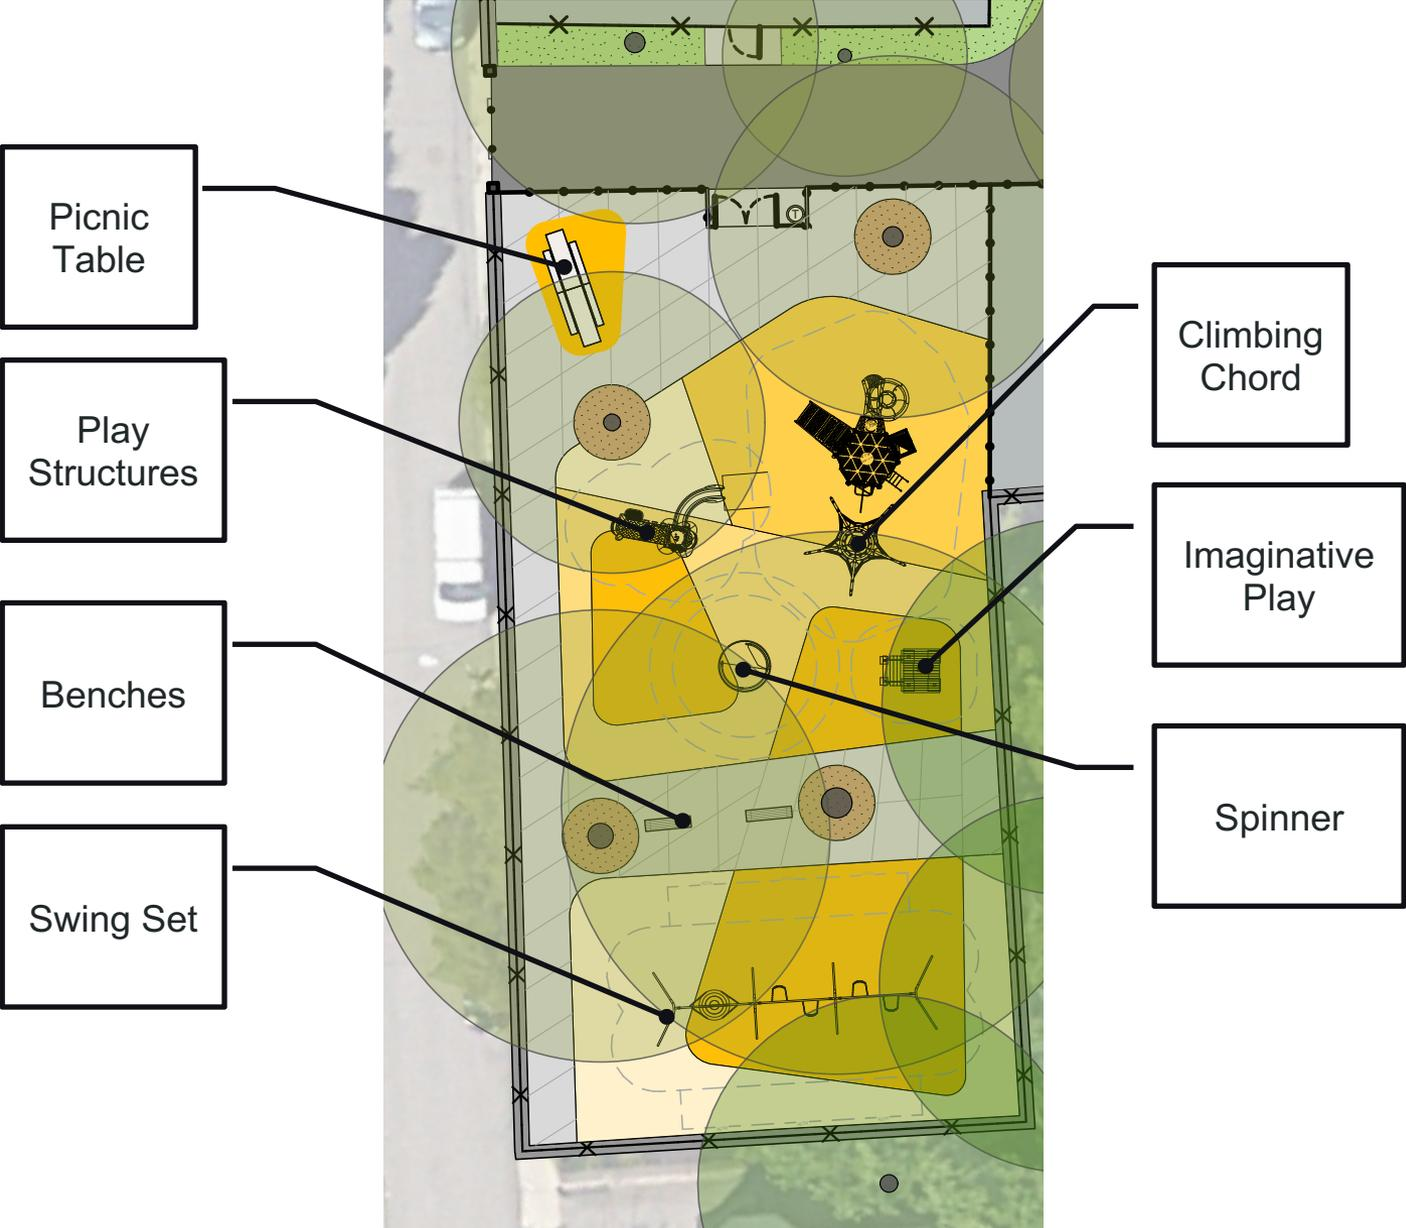 Picnic
Table
Play
Structures
Benches
Swing Set
Climbing
Chord
Imaginative
Play
Spinner
T